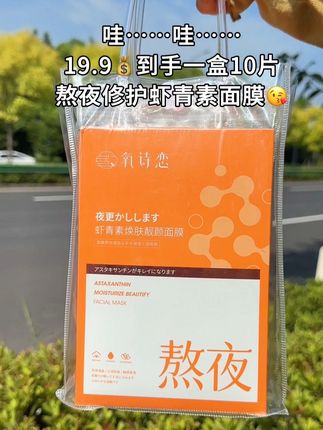 哇……哇……
19.9💰到手一盒10片
熬夜修护虾青素面膜😘
氧诗恋
夜更かしします
虾青素焕肤靓颜面膜
アスタキサンチンがキレイになります
ASTAXANTHIN
MOISTURIZE BEAUTIFY
FACIAL MASK
熬夜